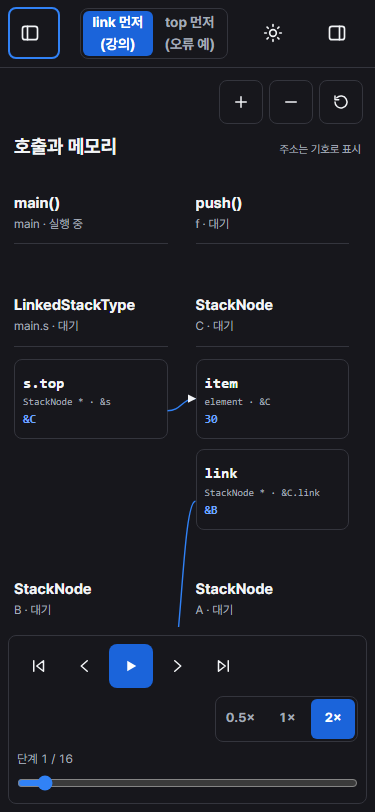 link 먼저
(강의)
top 먼저
(오류 예)
호출과 메모리
주소는 기호로 표시
main()
main · 실행 중
push()
f · 대기
LinkedStackType
main.s · 대기
StackNode
C · 대기
s.top
StackNode * · &s
&C
item
element · &C
30
link
StackNode * · &C.link
&B
StackNode
B · 대기
StackNode
A · 대기
0.5×
1×
2×
단계 1 / 16